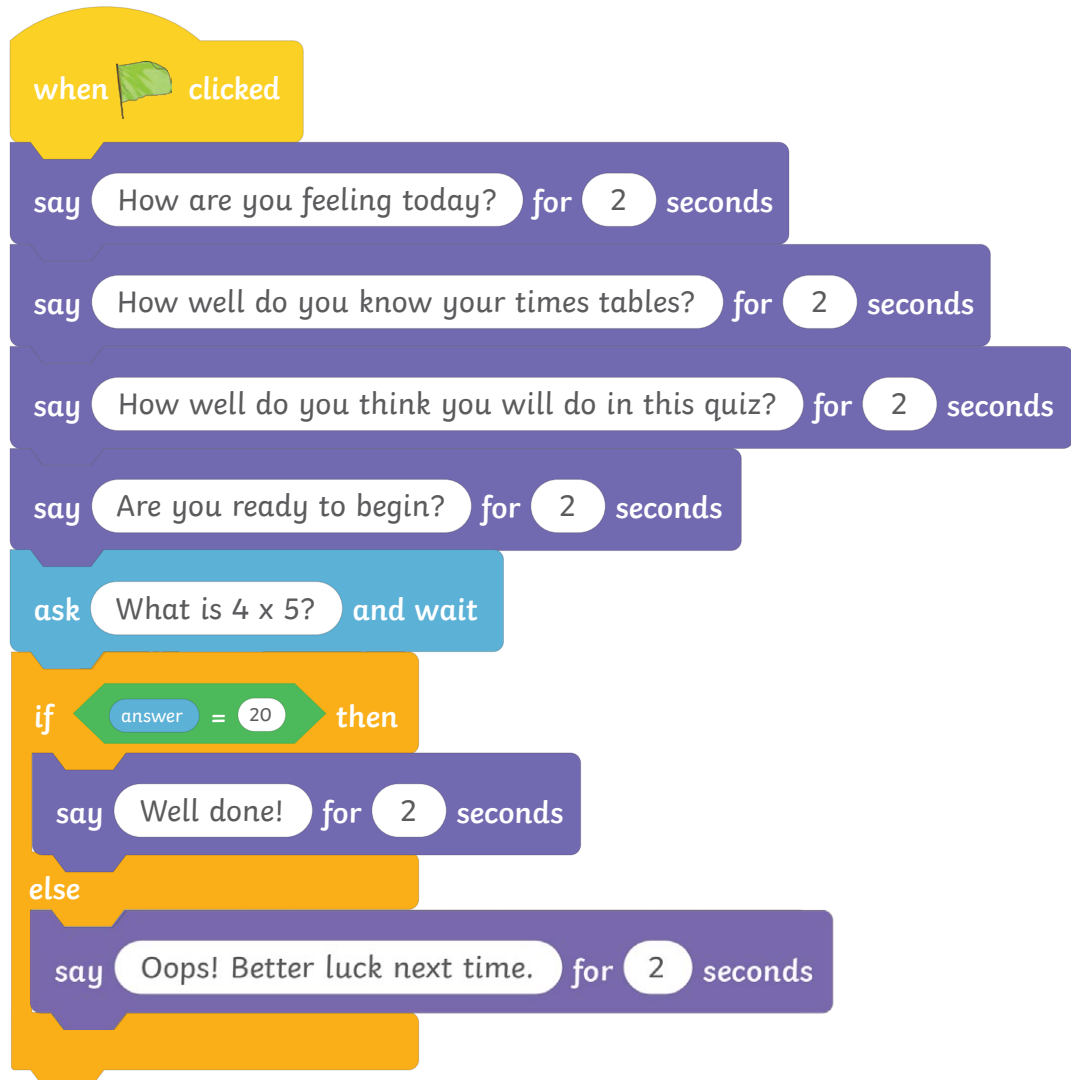 when clicked
say How are you feeling today? for 2 seconds
say How well do you know your times tables? for 2 seconds
say How well do you think you will do in this quiz? for 2 seconds
say Are you ready to begin? for 2 seconds
ask What is 4 x 5? and wait
if answer = 20 then
say Well done! for 2 seconds
else
say Oops! Better luck next time. for 2 seconds